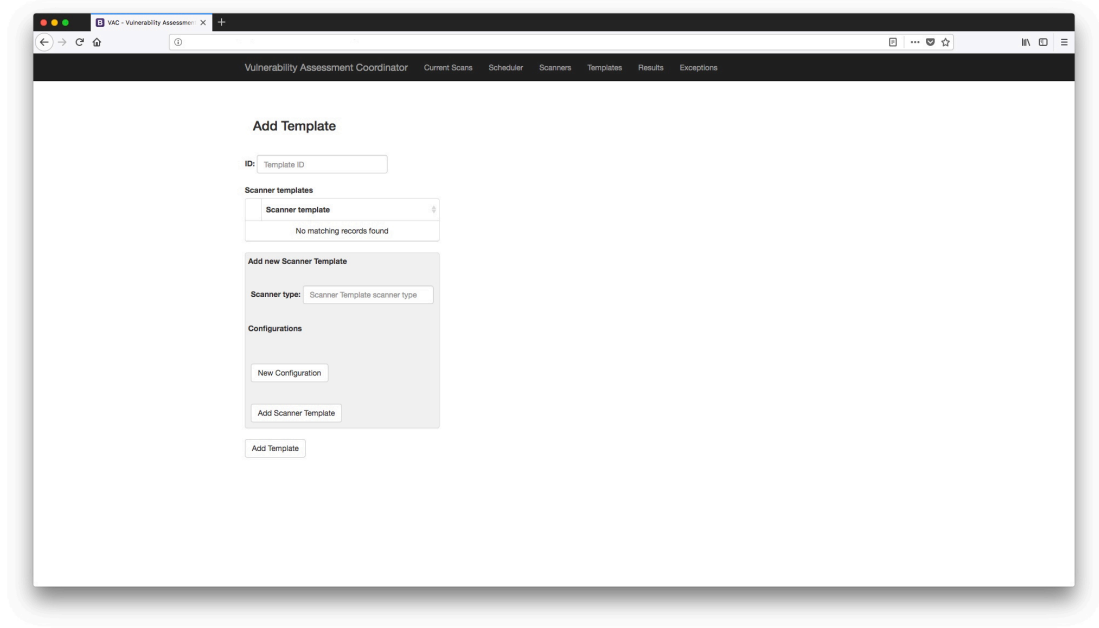 VAC - Vulnerability Assessmen
Vulnerability Assessment Coordinator Current Scans Scheduler Scanners Templates Results Exceptions
Add Template
ID: Template ID
Scanner templates
Scanner template
No matching records found
Add new Scanner Template
Scanner type: Scanner Template scanner type
Configurations
New Configuration
Add Scanner Template
Add Template